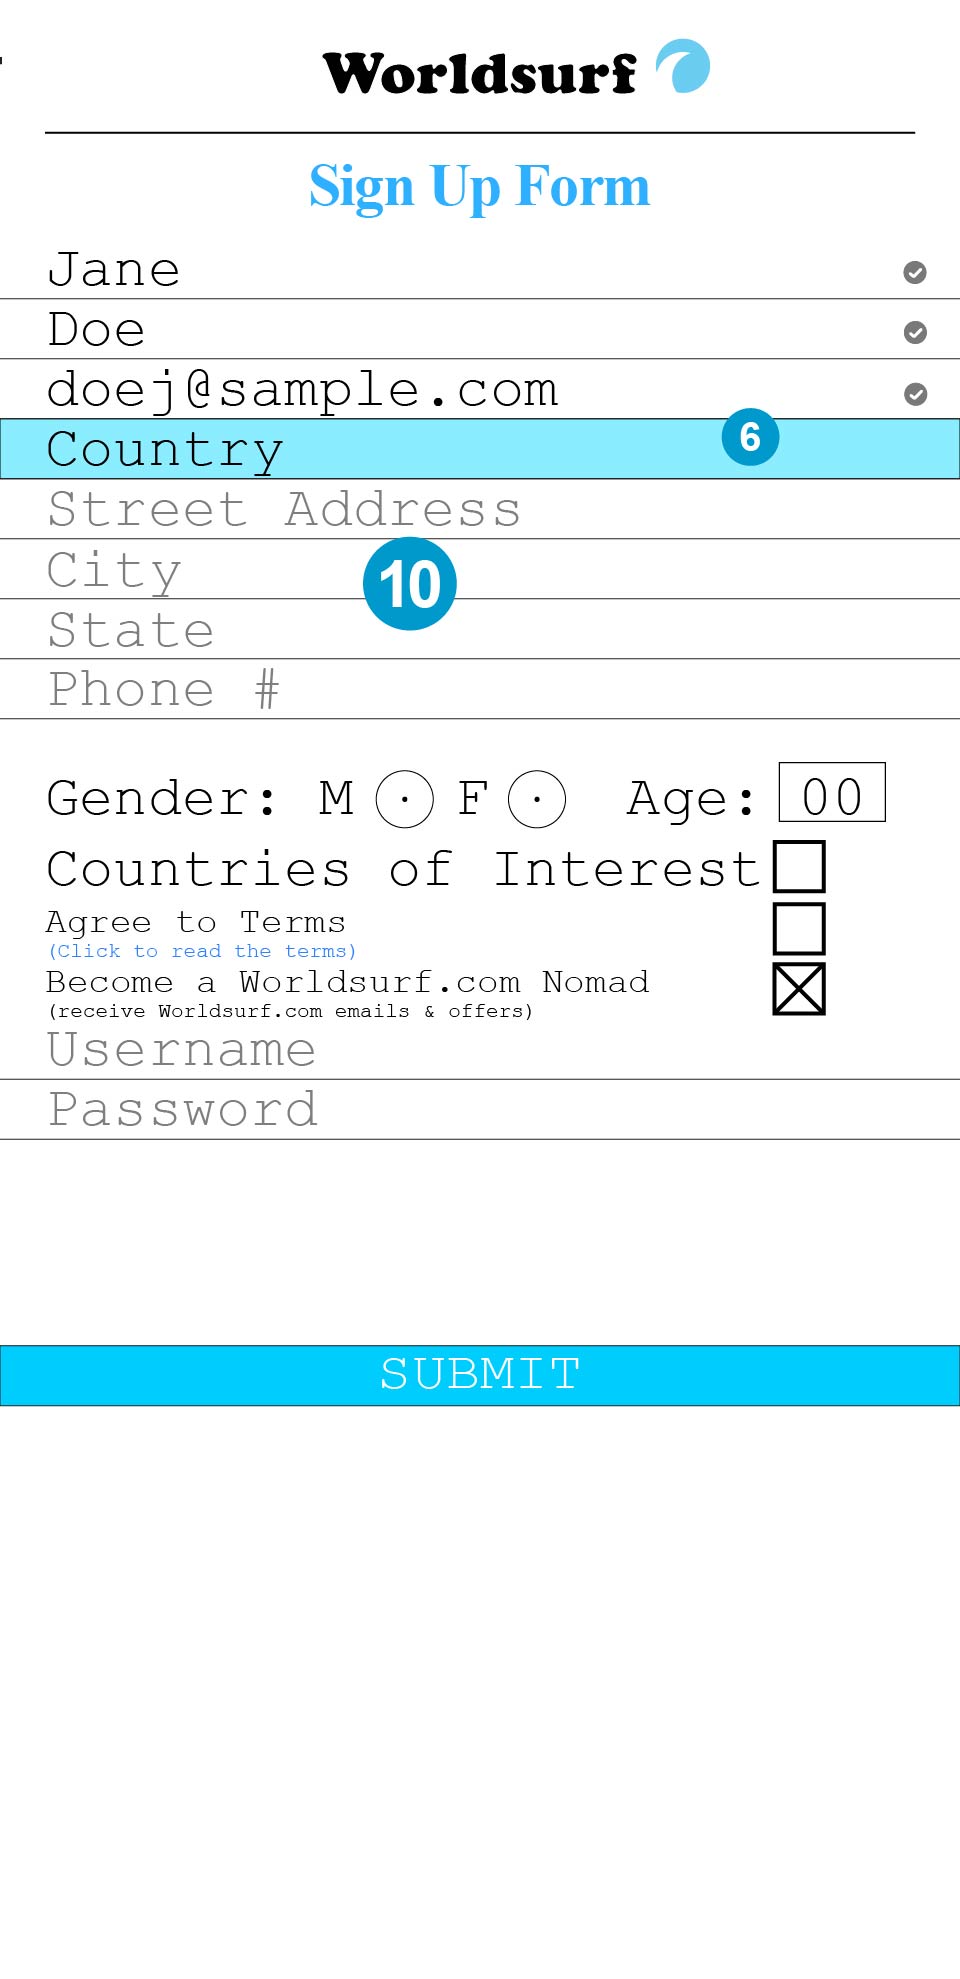 Worldsurf
Sign Up Form
Jane
Doe
doej@sample.com
Country 6
Street Address
City 10
State
Phone #
Gender: M F Age: 00
Countries of Interest
Agree to Terms
(Click to read the terms)
Become a Worldsurf.com Nomad
(receive Worldsurf.com emails & offers)
Username
Password
SUBMIT